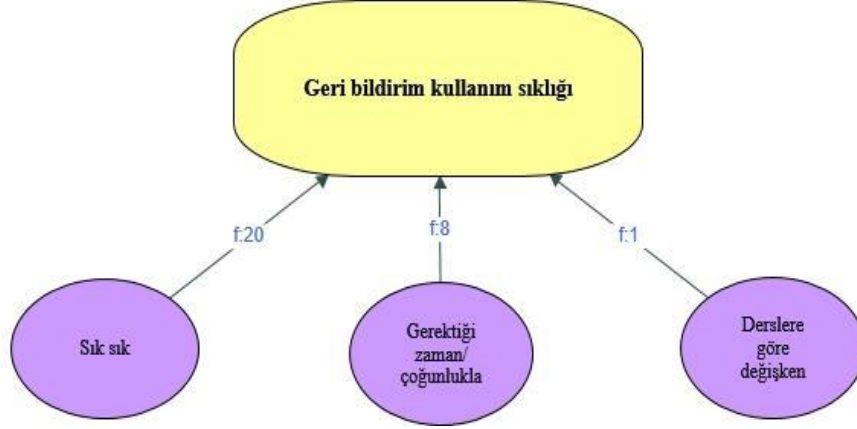 Geri bildirim kullanım sıklığı
f:20
f:8
f:1
Sık sık
Gerektiği
zaman/
çoğunlukla
Derslere
göre
değişken